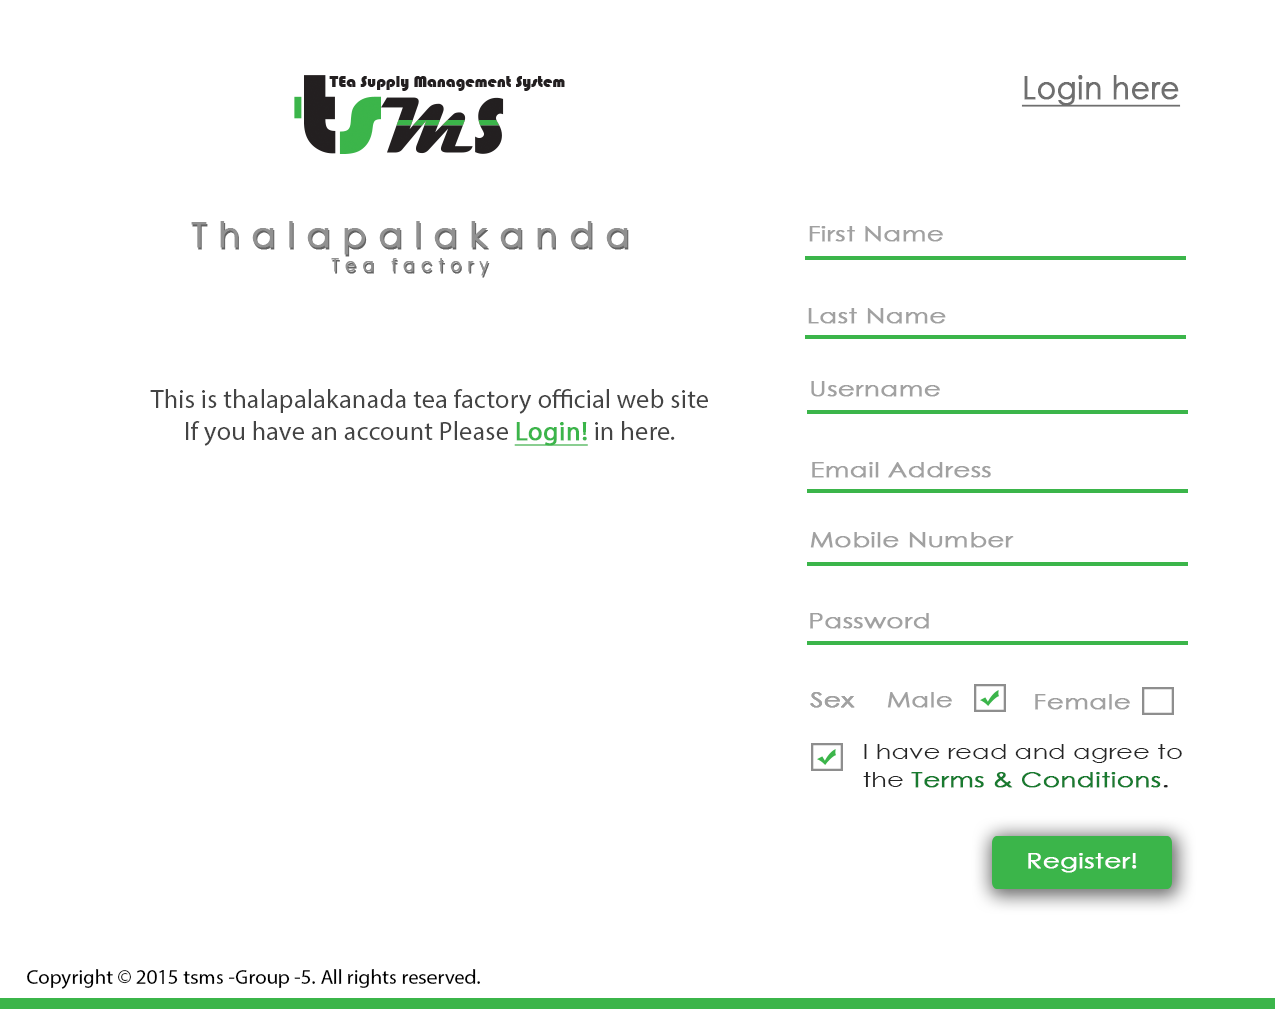 TEa Supply Management System
tsms
Login here
Thalapalakanda
Tea factory
This is thalapalakanada tea factory official web site
If you have an account Please Login! in here.
First Name
Last Name
Username
Email Address
Mobile Number
Password
Sex Male Female
I have read and agree to
the Terms & Conditions.
Register!
Copyright © 2015 tsms -Group -5. All rights reserved.